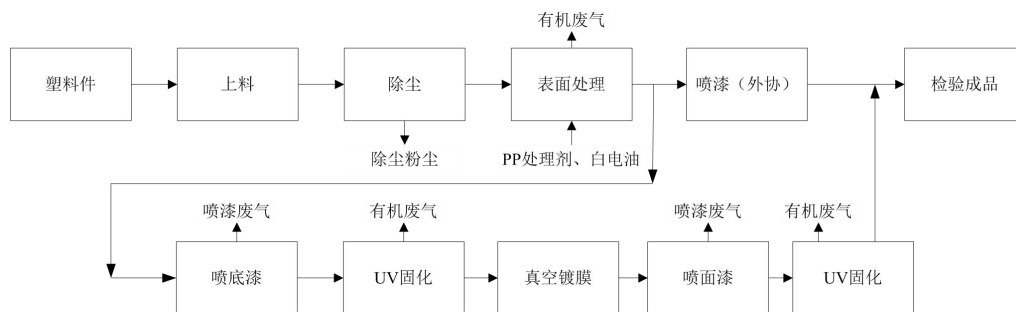 有机废气
塑料件
上料
除尘
表面处理
喷漆（外协）
检验成品
除尘粉尘
PP处理剂、白电油
喷漆废气
有机废气
喷漆废气
有机废气
喷底漆
UV固化
真空镀膜
喷面漆
UV固化